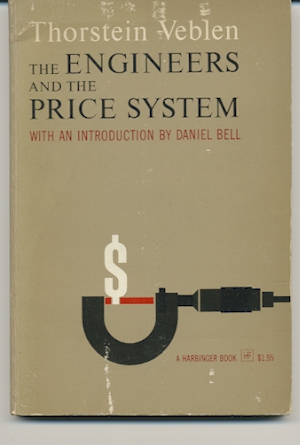 Thorstein Veblen
THE ENGINEERS
AND THE
PRICE SYSTEM
WITH AN INTRODUCTION BY DANIEL BELL
$
A HARBINGER BOOK $1.95